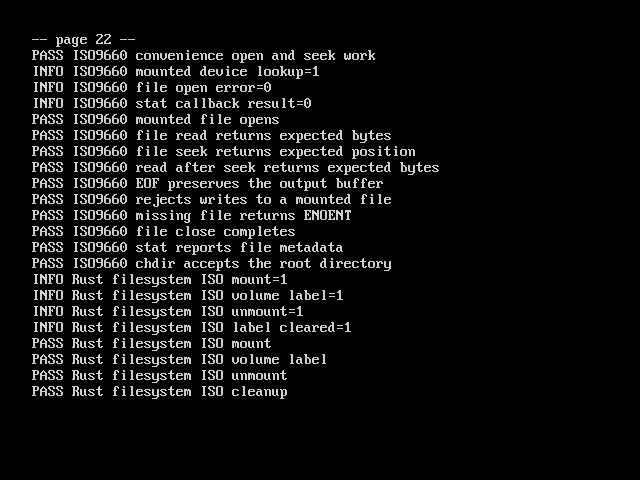 -- page 22 --
PASS ISO9660 convenience open and seek work
INFO ISO9660 mounted device lookup=1
INFO ISO9660 file open error=0
INFO ISO9660 stat callback result=0
PASS ISO9660 mounted file opens
PASS ISO9660 file read returns expected bytes
PASS ISO9660 file seek returns expected position
PASS ISO9660 read after seek returns expected bytes
PASS ISO9660 EOF preserves the output buffer
PASS ISO9660 rejects writes to a mounted file
PASS ISO9660 missing file returns ENOENT
PASS ISO9660 file close completes
PASS ISO9660 stat reports file metadata
PASS ISO9660 chdir accepts the root directory
INFO Rust filesystem ISO mount=1
INFO Rust filesystem ISO volume label=1
INFO Rust filesystem ISO unmount=1
INFO Rust filesystem ISO label cleared=1
PASS Rust filesystem ISO mount
PASS Rust filesystem ISO volume label
PASS Rust filesystem ISO unmount
PASS Rust filesystem ISO cleanup